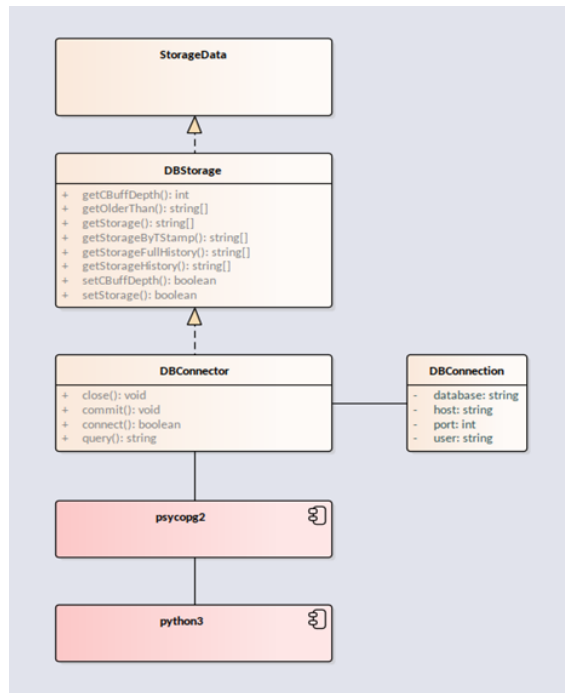 StorageData
DBStorage
+ getCBuffDepth(): int
+ getOlderThan(): string[]
+ getStorage(): string[]
+ getStorageByTStamp(): string[]
+ getStorageFullHistory(): string[]
+ getStorageHistory(): string[]
+ setCBuffDepth(): boolean
+ setStorage(): boolean
DBConnector
+ close(): void
+ commit(): void
+ connect(): boolean
+ query(): string
DBConnection
- database: string
- host: string
- port: int
- user: string
psycopg2
python3